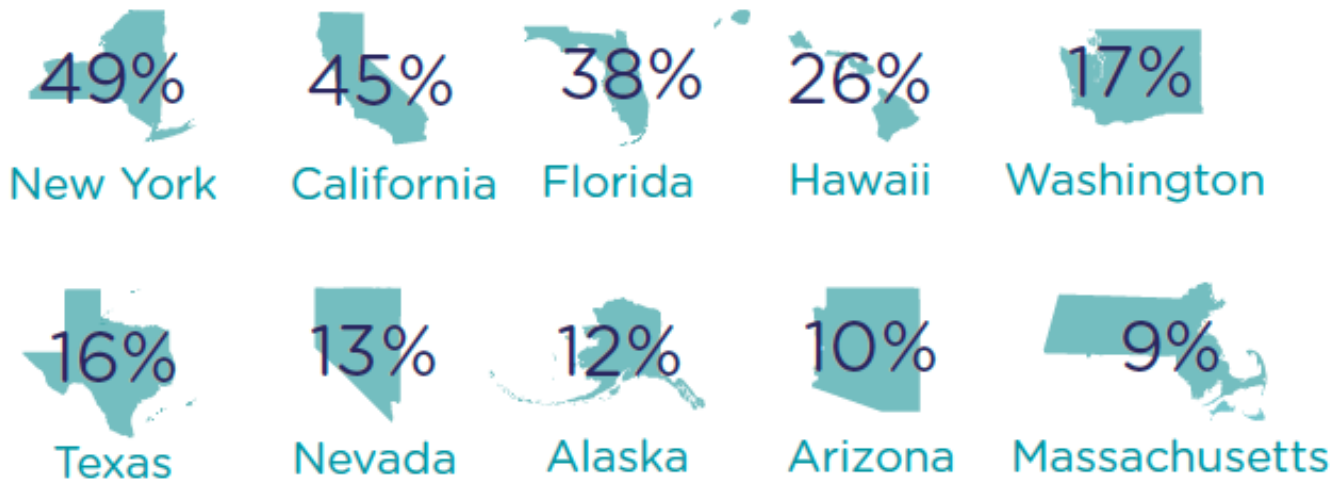 49% 45% 38% 26% 17%
New York California Florida Hawaii Washington
16% 13% 12% 10% 9%
Texas Nevada Alaska Arizona Massachusetts